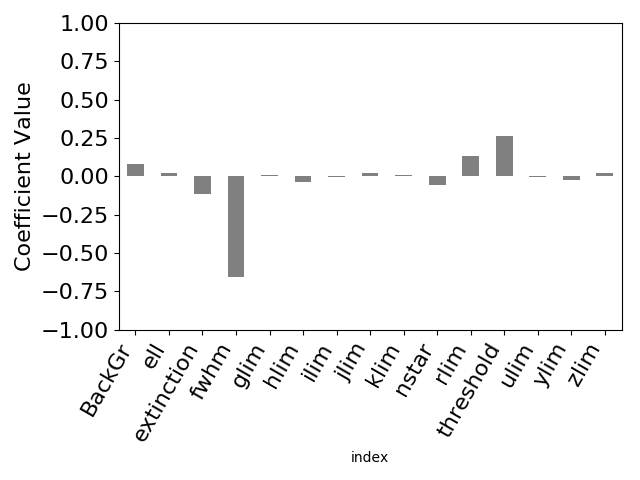 1.00
0.75
0.50
0.25
0.00
−0.25
−0.50
−0.75
−1.00
Coefficient Value
BackGr
ell
extinction
fwhm
glim
hlim
ilim
jlim
klim
nstar
rlim
threshold
ulim
ylim
zlim
index